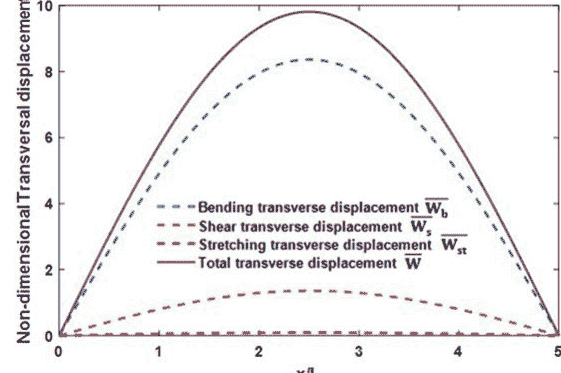 Non-dimensional Transversal displacement
10
8
6
4
2
0
Bending transverse displacement W̅b
Shear transverse displacement W̅s
Stretching transverse displacement W̅st
Total transverse displacement W̅
0 1 2 3 4 5